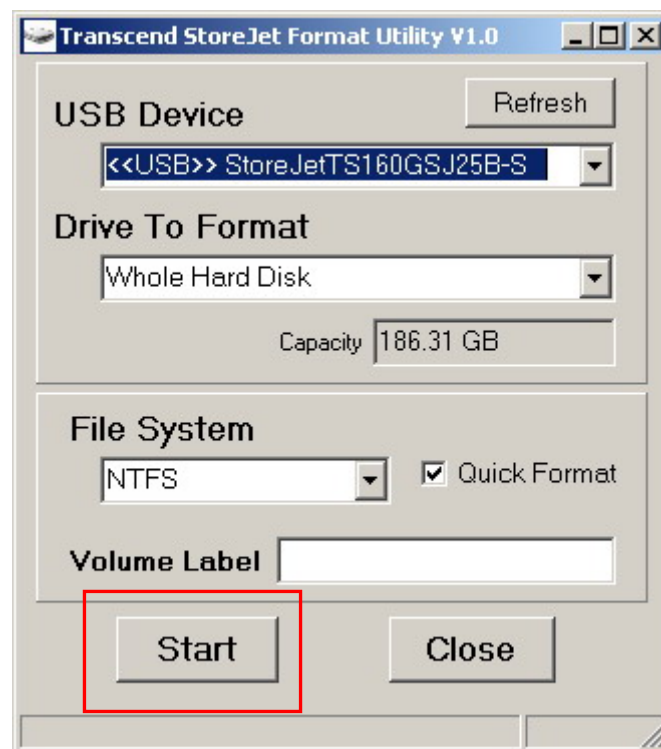 Transcend StoreJet Format Utility V1.0
Refresh
USB Device
<<USB>> StoreJetTS160GSJ25B-S
Drive To Format
Whole Hard Disk
Capacity 186.31 GB
File System
NTFS
Quick Format
Volume Label
Start Close